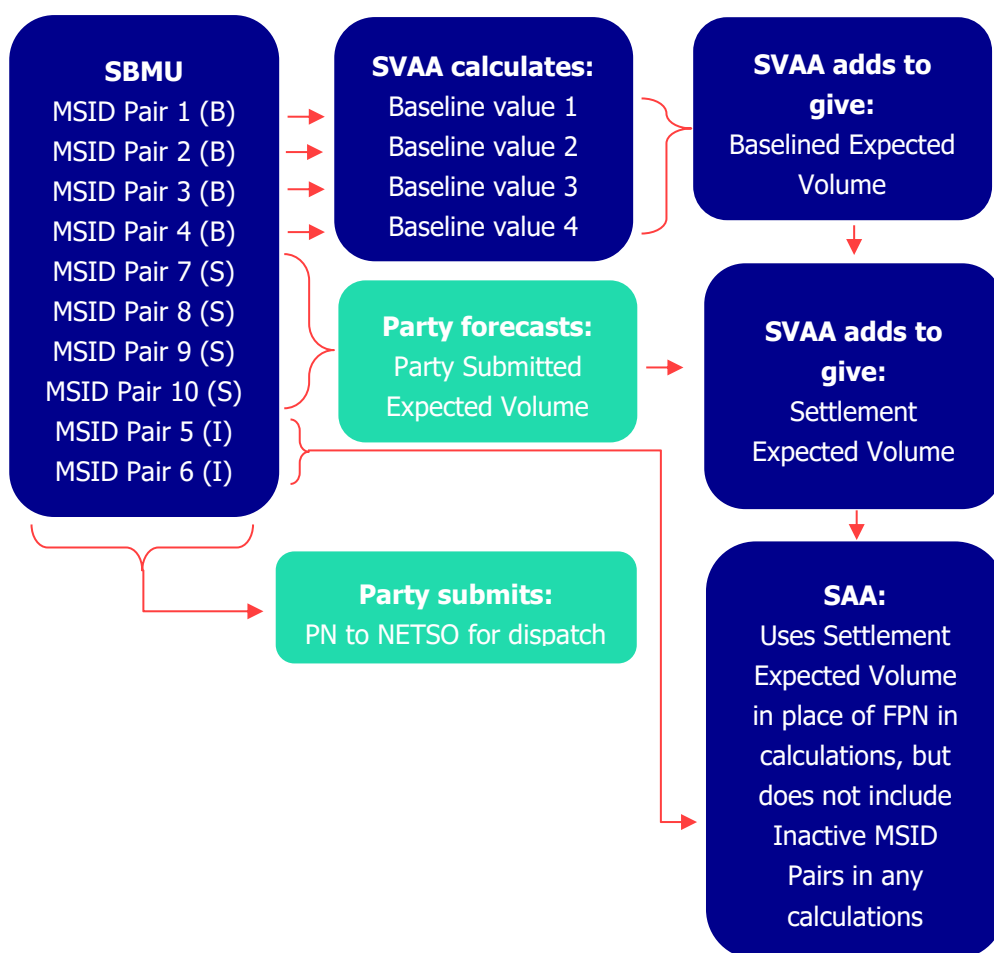 SBMU
MSID Pair 1 (B)
MSID Pair 2 (B)
MSID Pair 3 (B)
MSID Pair 4 (B)
MSID Pair 7 (S)
MSID Pair 8 (S)
MSID Pair 9 (S)
MSID Pair 10 (S)
MSID Pair 5 (I)
MSID Pair 6 (I)
SVAA calculates:
Baseline value 1
Baseline value 2
Baseline value 3
Baseline value 4
SVAA adds to
give:
Baselined Expected
Volume
Party forecasts:
Party Submitted
Expected Volume
SVAA adds to
give:
Settlement
Expected Volume
Party submits:
PN to NETSO for dispatch
SAA:
Uses Settlement
Expected Volume
in place of FPN in
calculations, but
does not include
Inactive MSID
Pairs in any
calculations